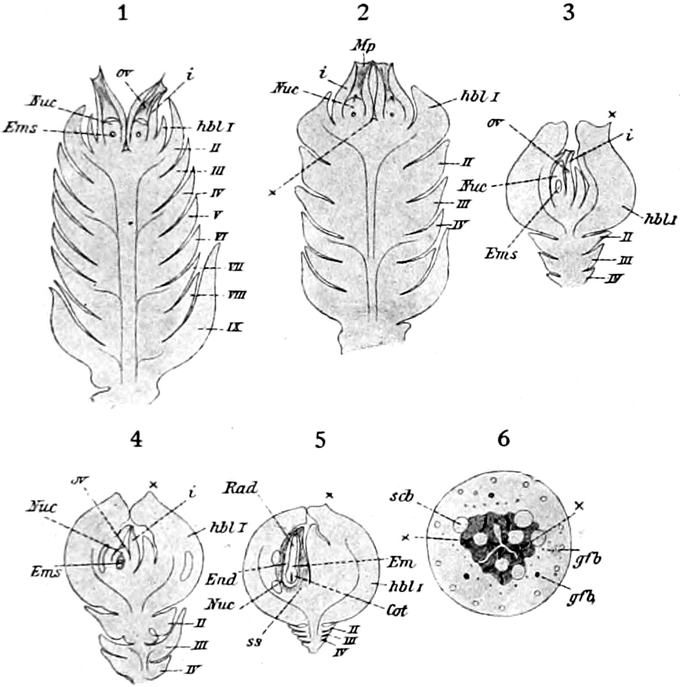 1 2 3
ov i
Nuc
Ems
hbl I
II
III
IV
V
VI
VII
VIII
IX
Mp
i
Nuc
hbl I
×
II
III
IV
×
ov
i
Nuc
hbl I
Ems
II
III
IV
4 5 6
ov ×
i
Nuc
hbl I
Ems
II
III
IV
Rad ×
End Em
hbl I
Nuc Cot
ss
II
III
IV
scb
×
×
gfb
gfb,